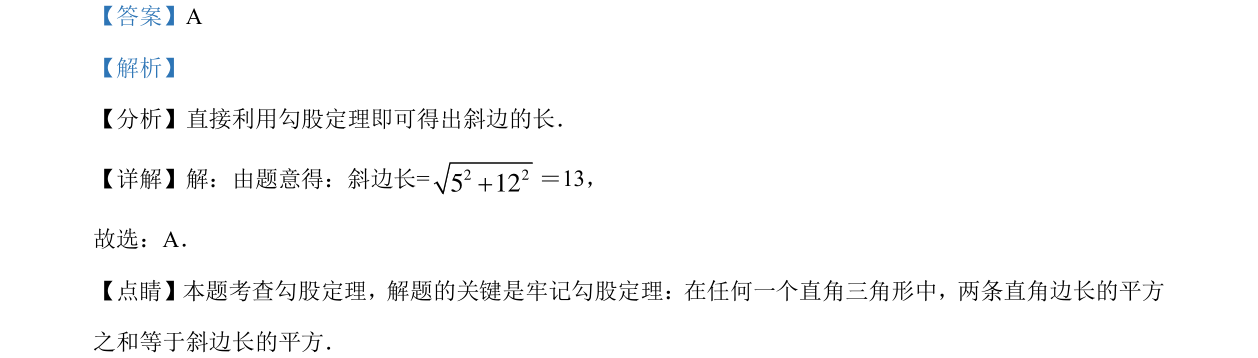 【答案】A
【解析】
【分析】直接利用勾股定理即可得出斜边的长．
【详解】解：由题意得：斜边长=√(5²+12²)＝13，
故选：A．
【点睛】本题考查勾股定理，解题的关键是牢记勾股定理：在任何一个直角三角形中，两条直角边长的平方
之和等于斜边长的平方．